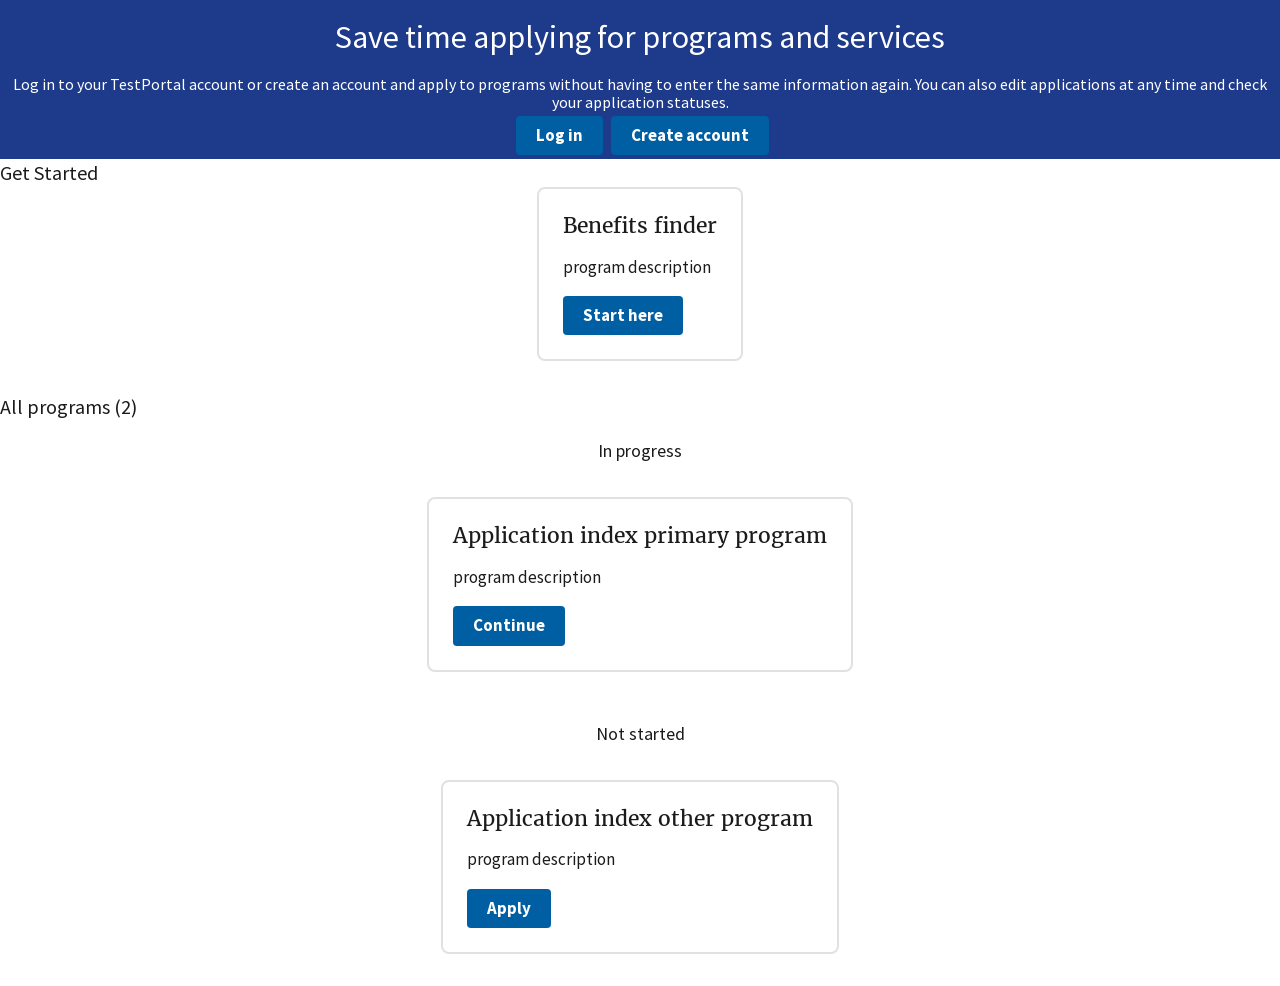 Save time applying for programs and services
Log in to your TestPortal account or create an account and apply to programs without having to enter the same information again. You can also edit applications at any time and check
your application statuses.
Log in
Create account
Get Started
Benefits finder
program description
Start here
All programs (2)
In progress
Application index primary program
program description
Continue
Not started
Application index other program
program description
Apply